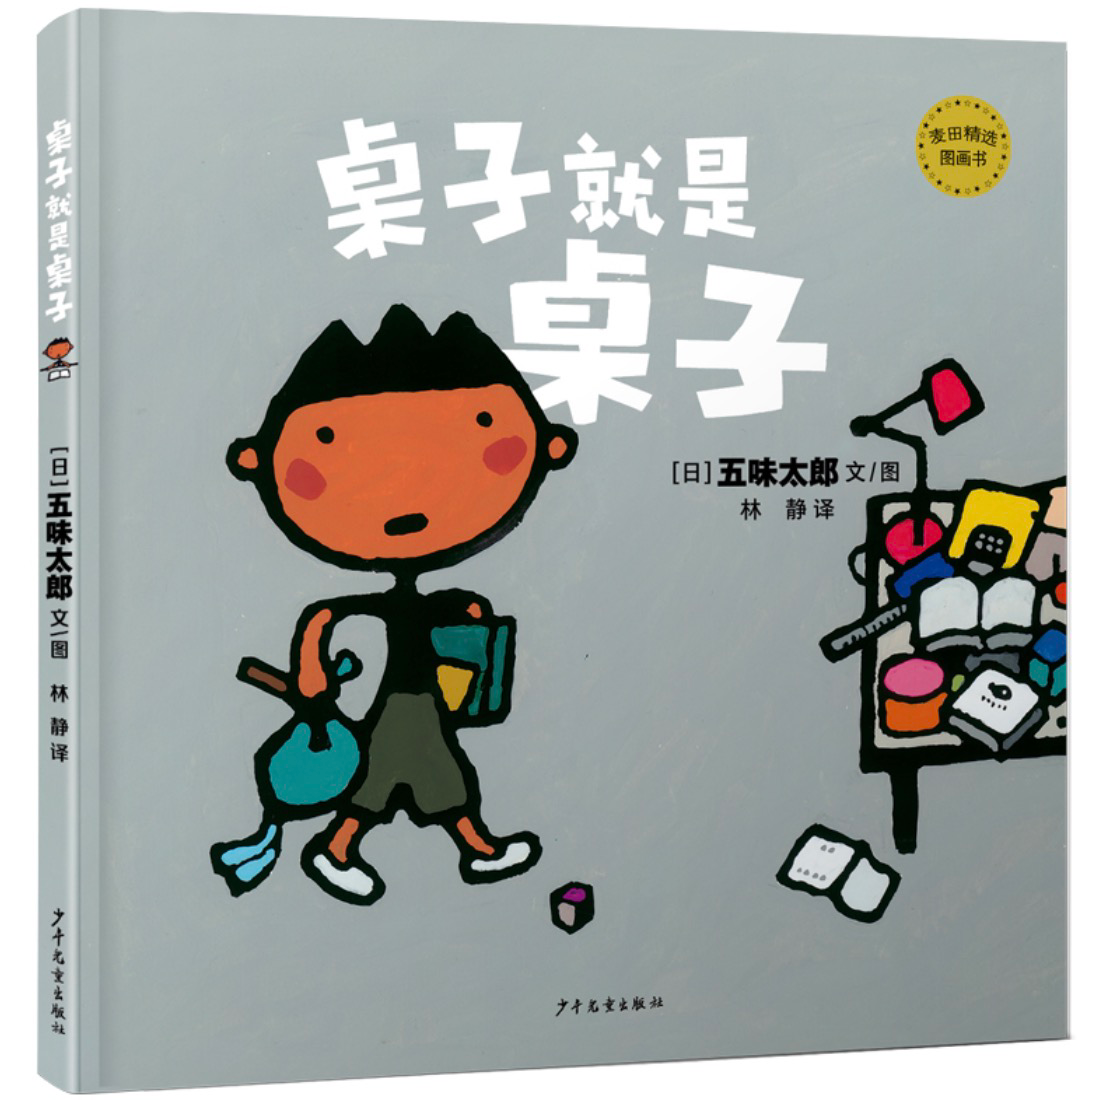 桌子就是桌子
[日]五味太郎 文/图 林 静 译
少年儿童出版社
麦田精选
图画书
桌子就是
桌子
[日]五味太郎 文/图
林 静 译
少年儿童出版社